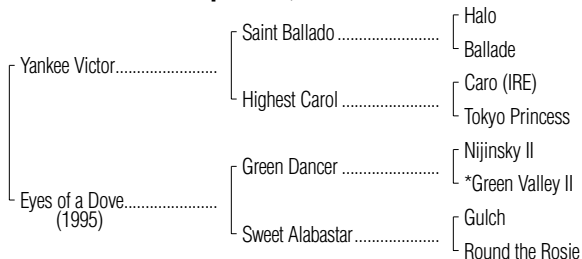 Halo
Saint Ballado ........................
Ballade
Yankee Victor........................
Caro (IRE)
Highest Carol ........................
Tokyo Princess
Nijinsky II
Green Dancer ........................
*Green Valley II
Eyes of a Dove......................
(1995)
Gulch
Sweet Alabastar....................
Round the Rosie